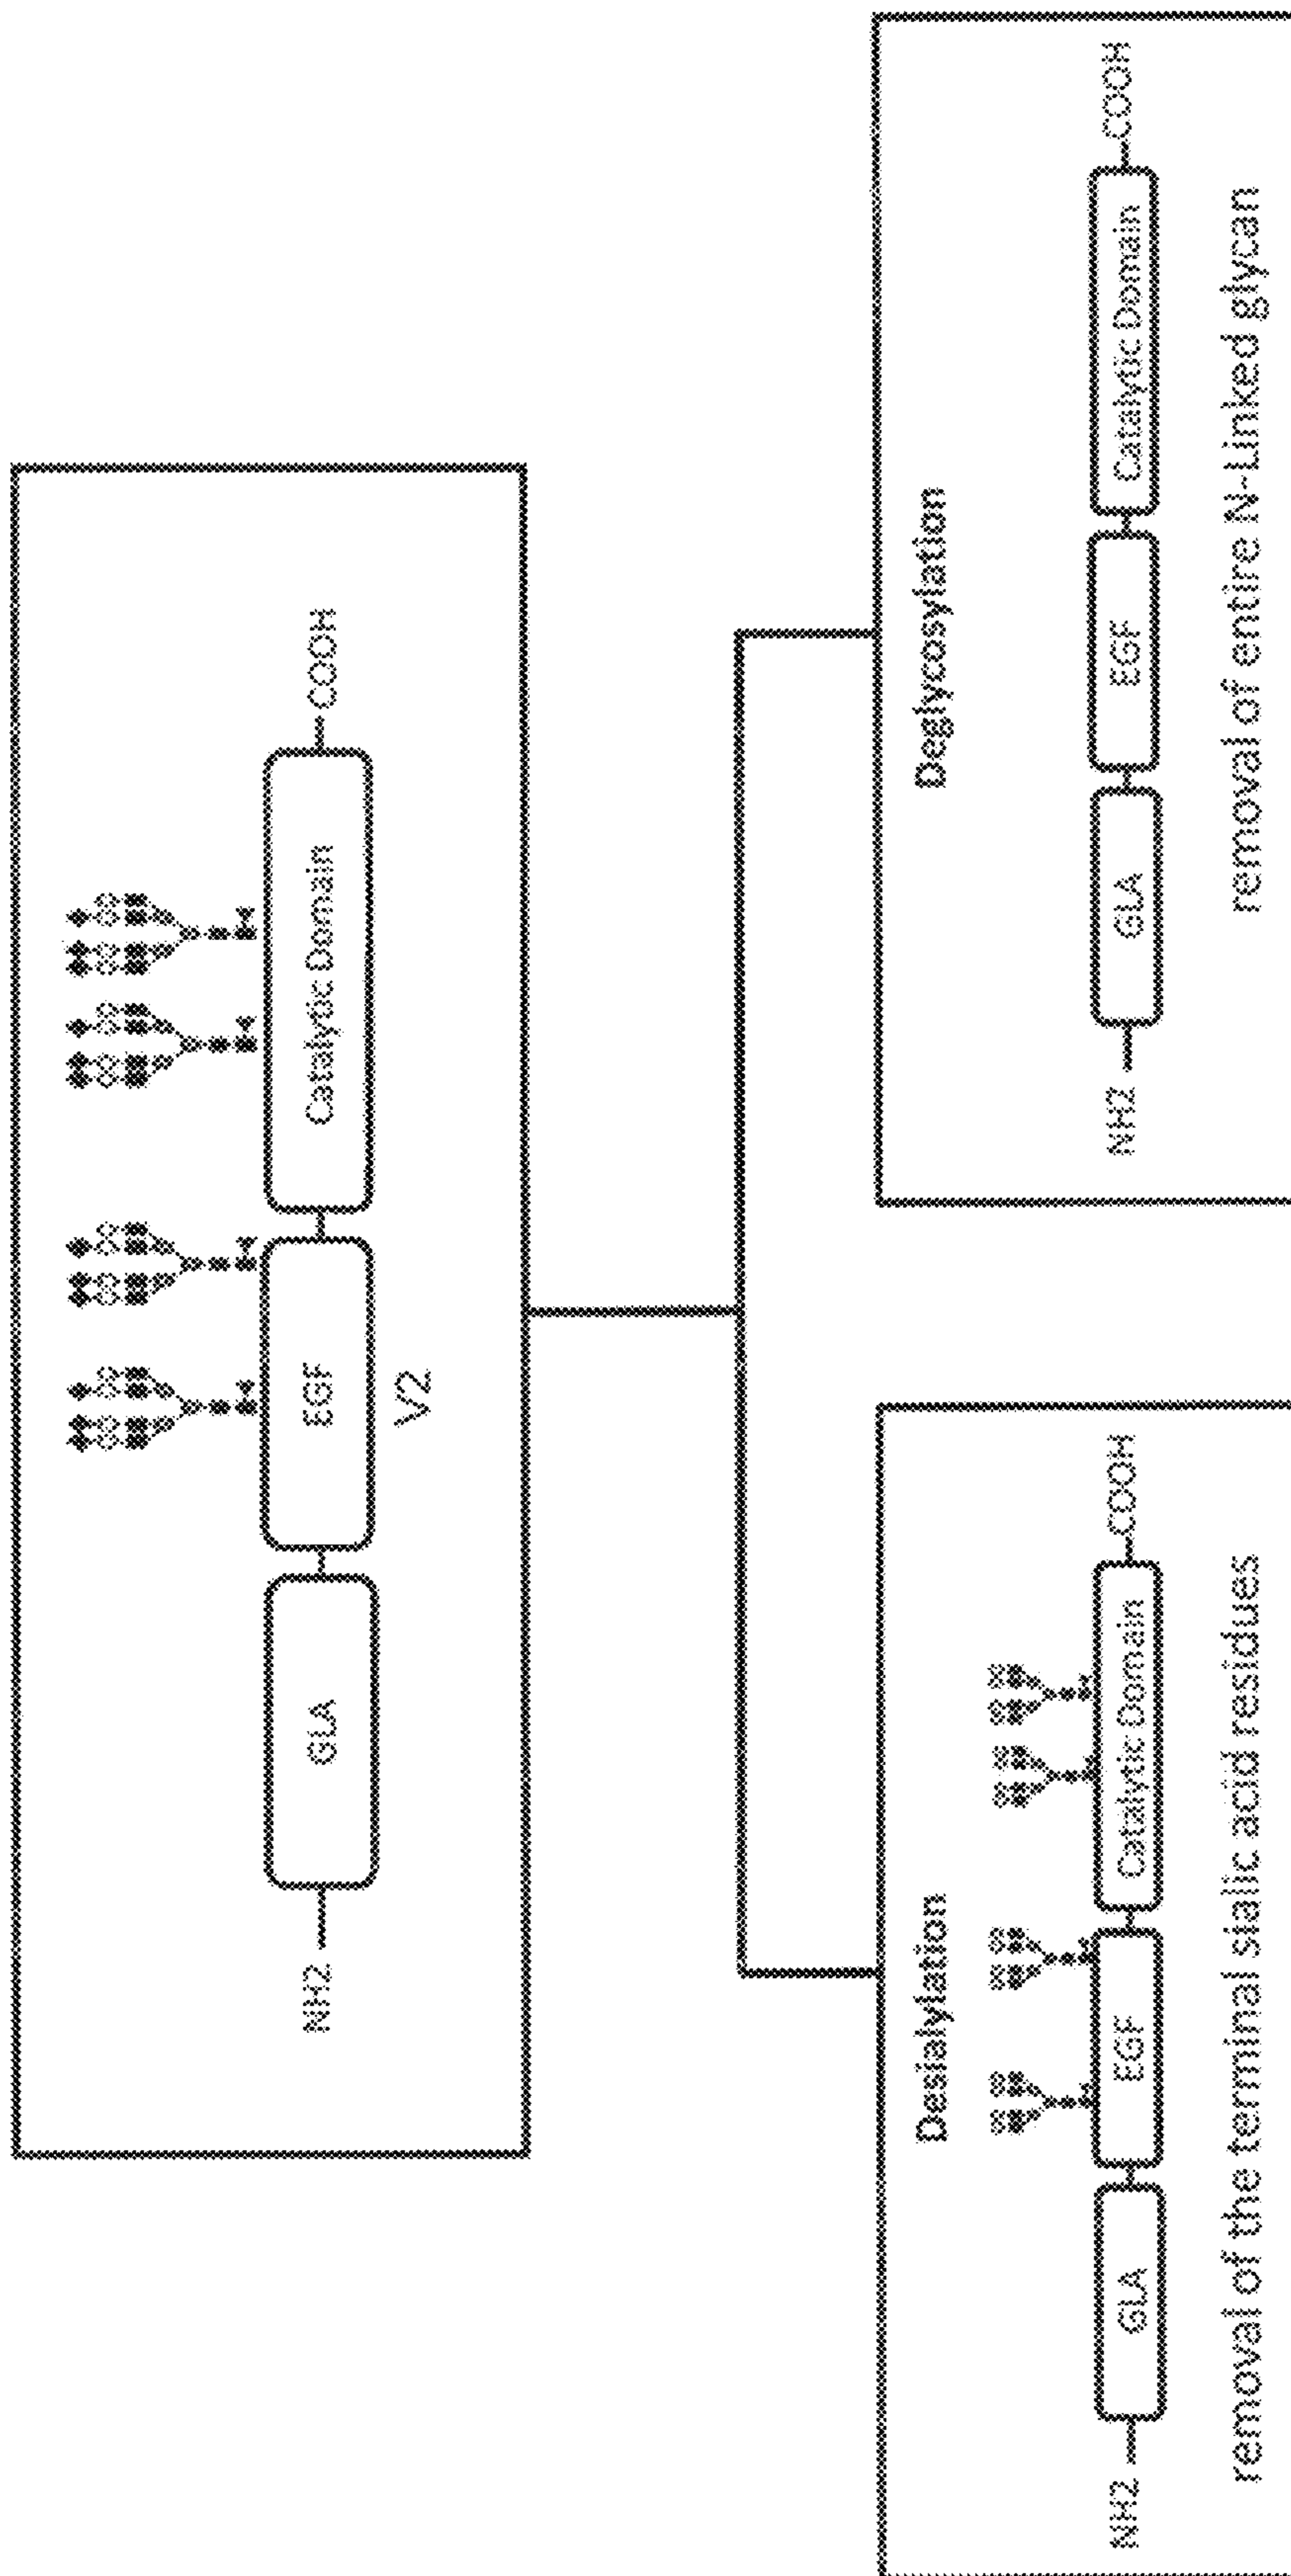 NH2 GLA EGF Catalytic Domain COOH
V2
Desialylation
NH2 GLA EGF Catalytic Domain COOH
removal of the terminal sialic acid residues
Deglycosylation
NH2 GLA EGF Catalytic Domain COOH
removal of entire N-Linked glycan